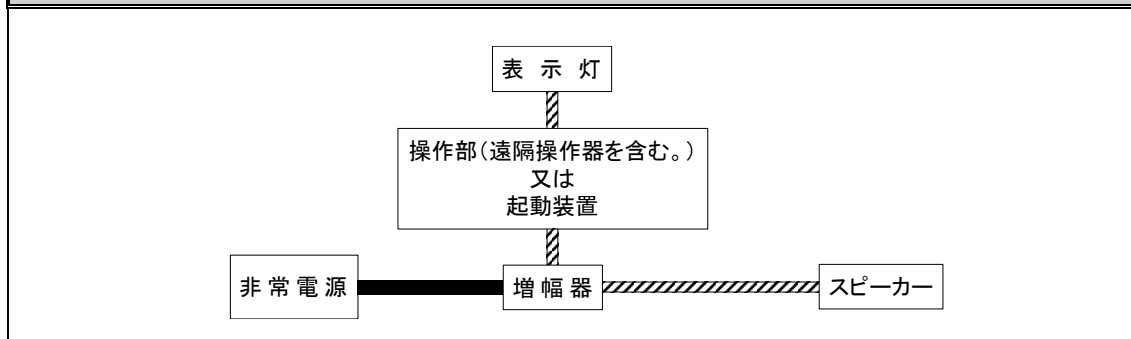 表 示 灯
操作部(遠隔操作器を含む。)
又は
起動装置
非 常 電 源
増 幅 器
スピーカー